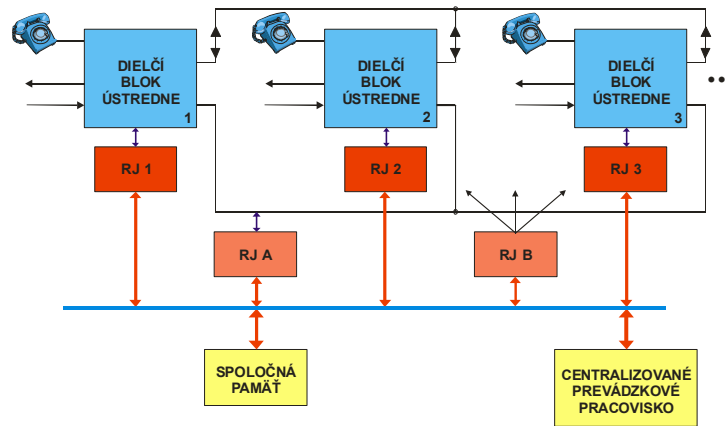 DIELČÍ
BLOK
ÚSTREDNE
1
DIELČÍ
BLOK
ÚSTREDNE
2
DIELČÍ
BLOK
ÚSTREDNE
3
RJ 1
RJ 2
RJ 3
RJ A
RJ B
SPOLOČNÁ
PAMÄŤ
CENTRALIZOVANÉ
PREVÁDZKOVÉ
PRACOVISKO